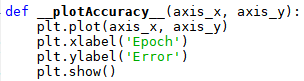 def __plotAccuracy__(axis_x, axis_y):
    plt.plot(axis_x, axis_y)
    plt.xlabel('Epoch')
    plt.ylabel('Error')
    plt.show()